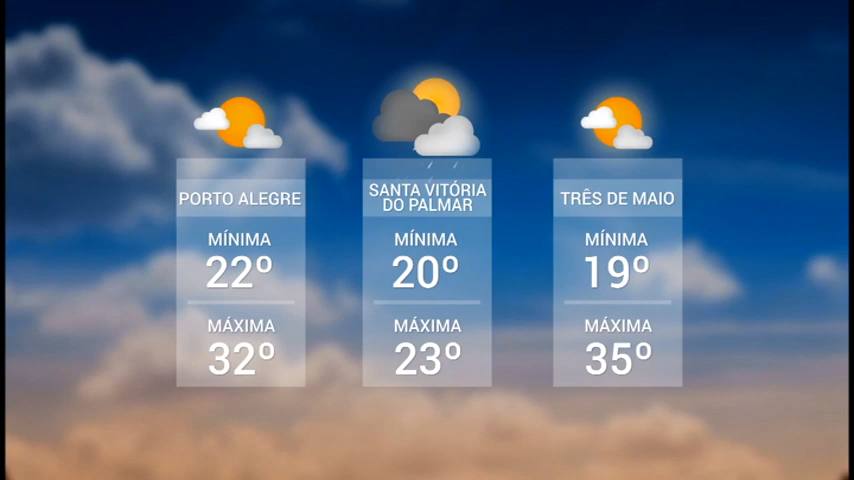 PORTO ALEGRE
MÍNIMA
22º
MÁXIMA
32º
SANTA VITÓRIA
DO PALMAR
MÍNIMA
20º
MÁXIMA
23º
TRÊS DE MAIO
MÍNIMA
19º
MÁXIMA
35º